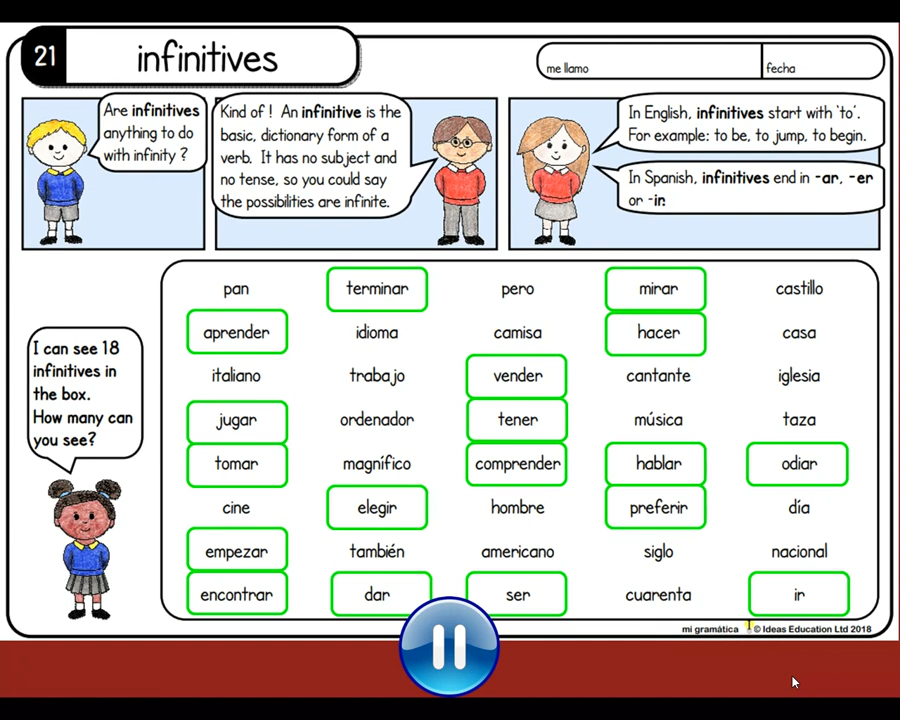 21
infinitives
me llamo
fecha
Are infinitives
anything to do
with infinity ?
Kind of ! An infinitive is the
basic, dictionary form of a
verb. It has no subject and
no tense, so you could say
the possibilities are infinite.
In English, infinitives start with 'to'.
For example: to be, to jump, to begin.
In Spanish, infinitives end in -ar, -er
or -ir.
I can see 18
infinitives in
the box.
How many can
you see?
pan terminar pero mirar castillo
aprender idioma camisa hacer casa
italiano trabajo vender cantante iglesia
jugar ordenador tener música taza
tomar magnífico comprender hablar odiar
cine elegir hombre preferir día
empezar también americano siglo nacional
encontrar dar ser cuarenta ir
mi gramática © Ideas Education Ltd 2018